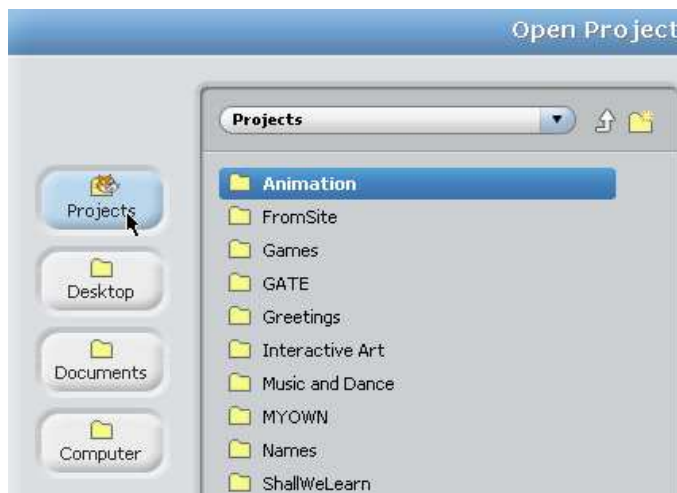 Open Project
Projects
Projects
Desktop
Documents
Computer
Animation
FromSite
Games
GATE
Greetings
Interactive Art
Music and Dance
MYOWN
Names
ShallWeLearn